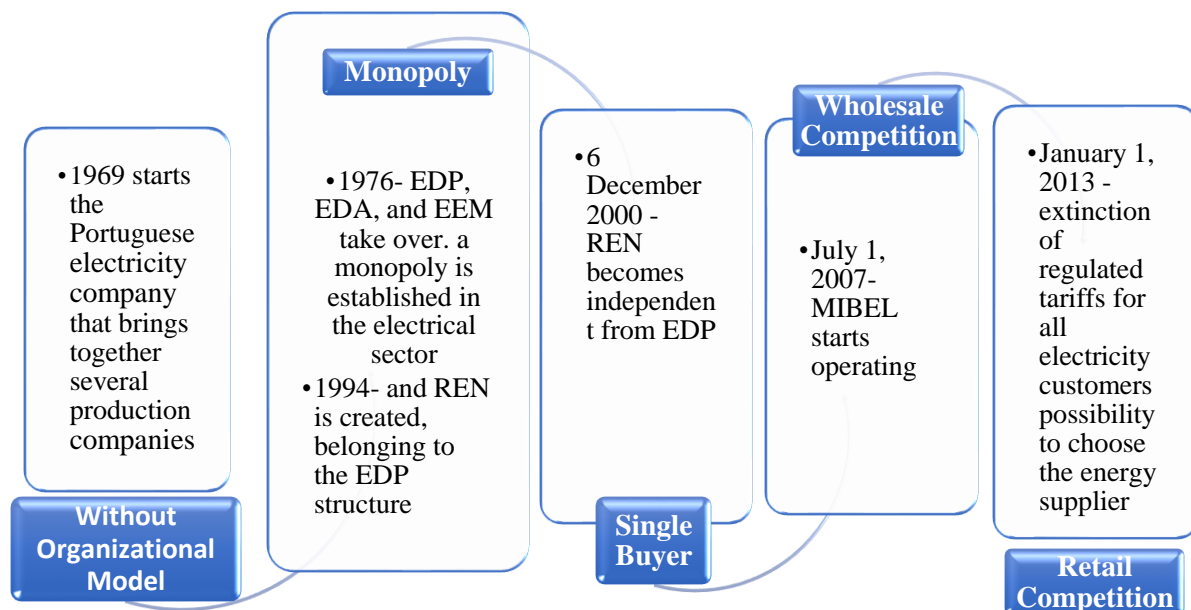 •1969 starts
the
Portuguese
electricity
company
that brings
together
several
production
companies
Without
Organizational
Model
Monopoly
•1976- EDP,
EDA, and EEM
take over. a
monopoly is
established in
the electrical
sector
•1994- and REN
is created,
belonging to
the EDP
structure
•6
December
2000 -
REN
becomes
independen
t from EDP
Single
Buyer
Wholesale
Competition
•July 1,
2007-
MIBEL
starts
operating
•January 1,
2013 -
extinction
of
regulated
tariffs for
all
electricity
customers
possibility
to choose
the energy
supplier
Retail
Competition